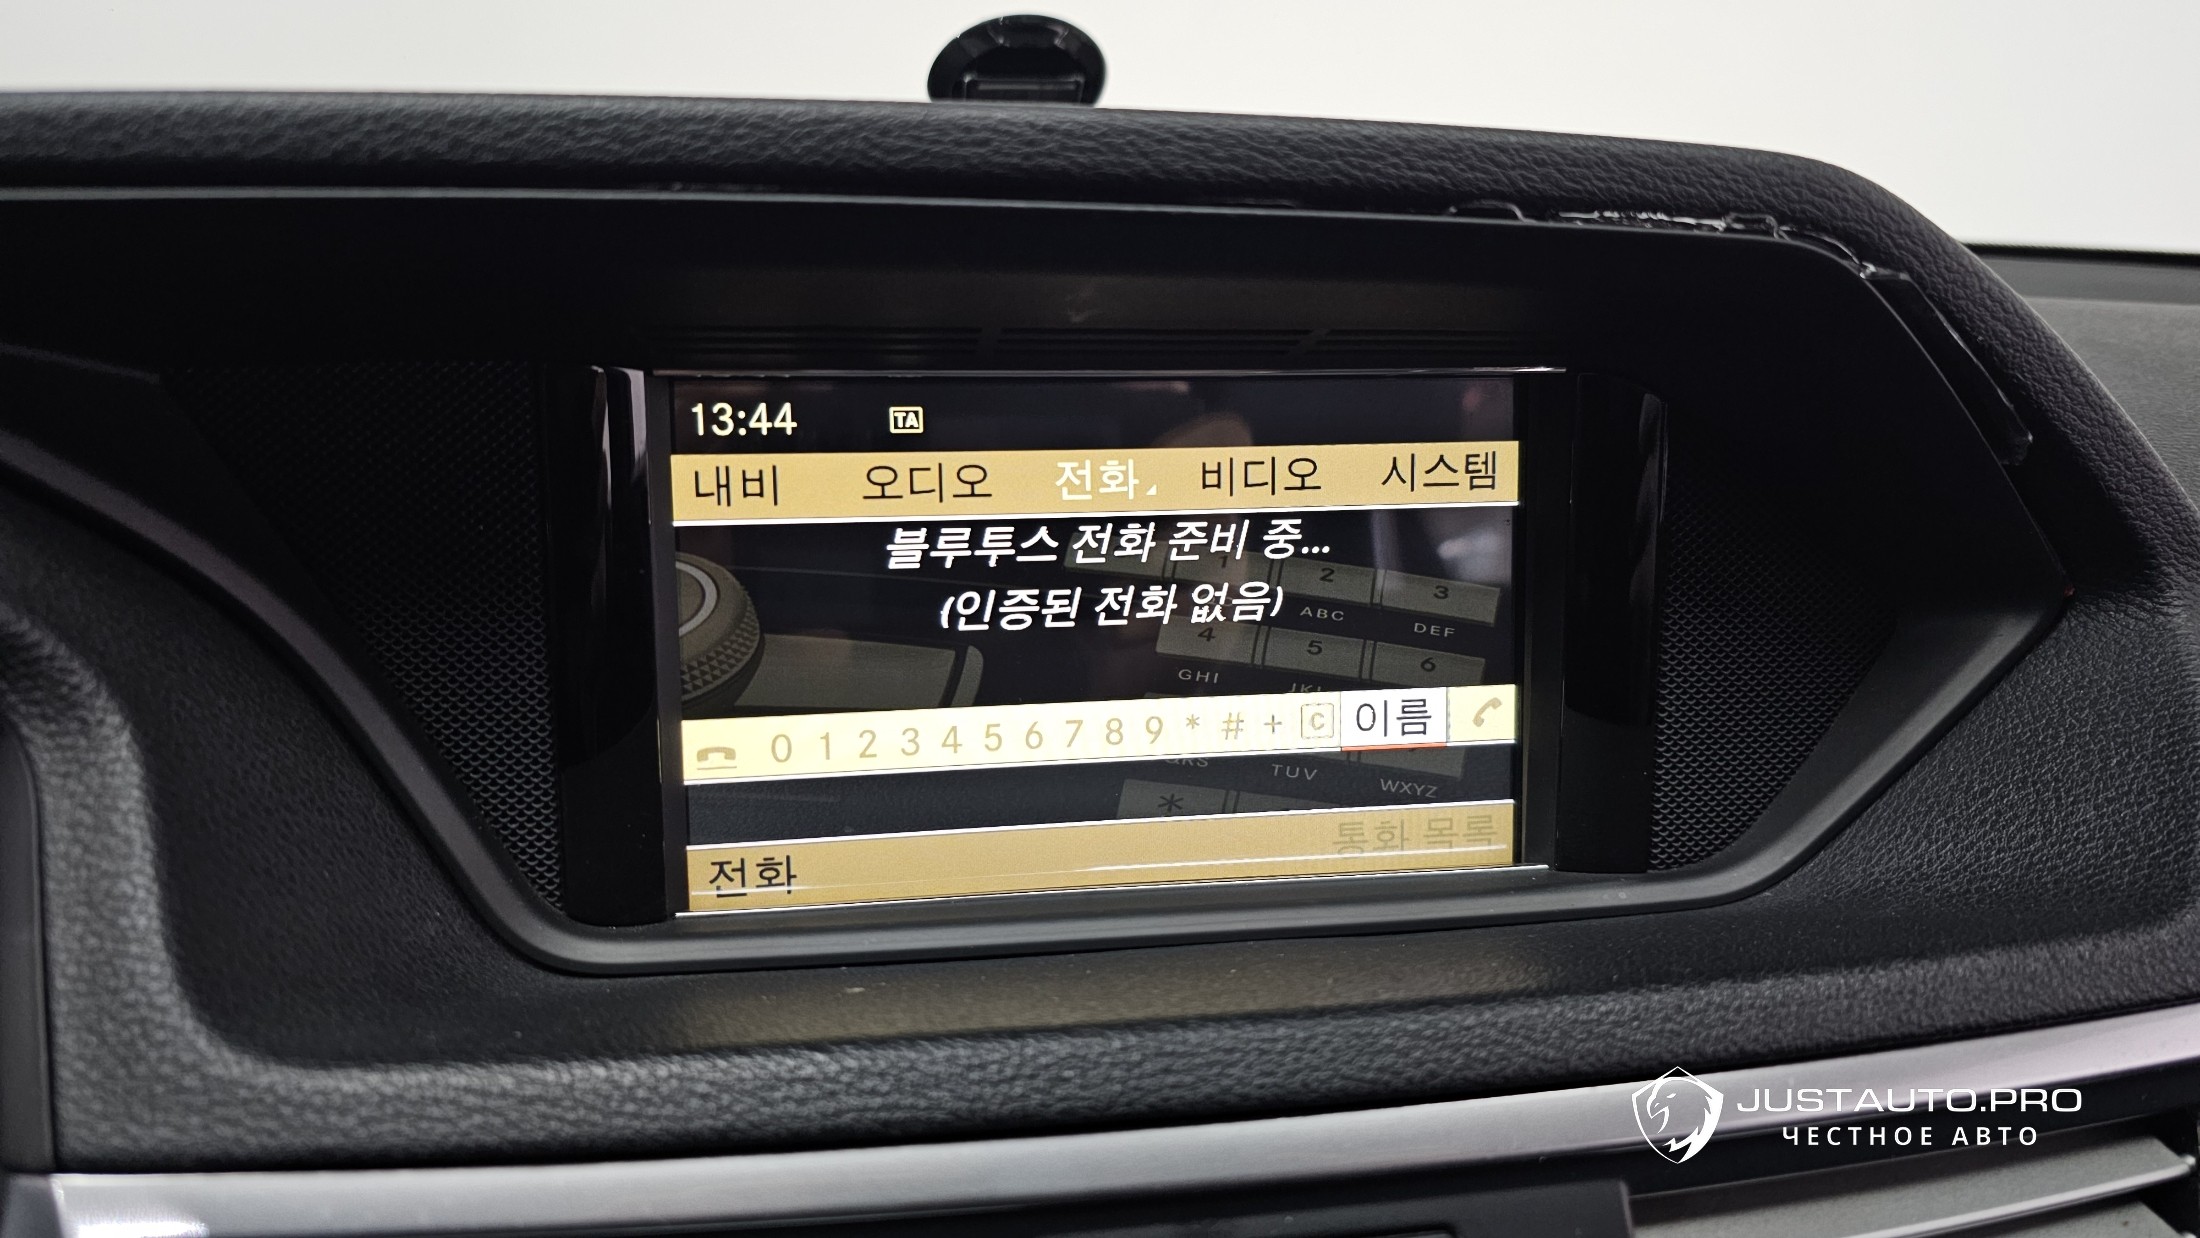 13:44 TA
내비 오디오 전화 비디오 시스템
블루투스 전화 준비 중...
(인증된 전화 없음)
1 2 3
ABC DEF
4 5 6
GHI JKL
0 1 2 3 4 5 6 7 8 9 * # + C 이름
QRS TUV WXYZ
*
통화 목록
전화
JUSTAUTO.PRO
ЧЕСТНОЕ АВТО